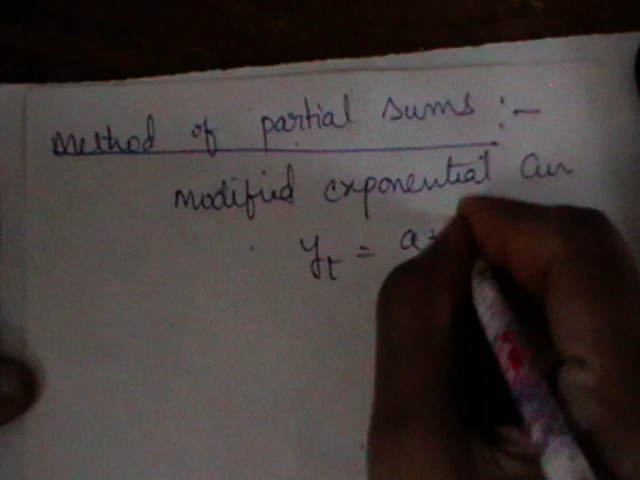 Method of partial sums :-
modified exponential
y_t = a+